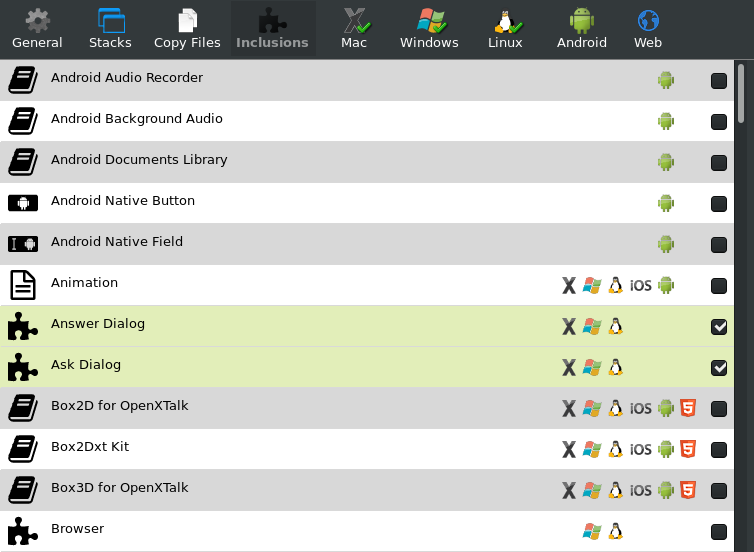 General Stacks Copy Files Inclusions Mac Windows Linux Android Web
Android Audio Recorder
Android Background Audio
Android Documents Library
Android Native Button
Android Native Field
Animation iOS
Answer Dialog
Ask Dialog
Box2D for OpenXTalk iOS
Box2Dxt Kit iOS
Box3D for OpenXTalk iOS
Browser